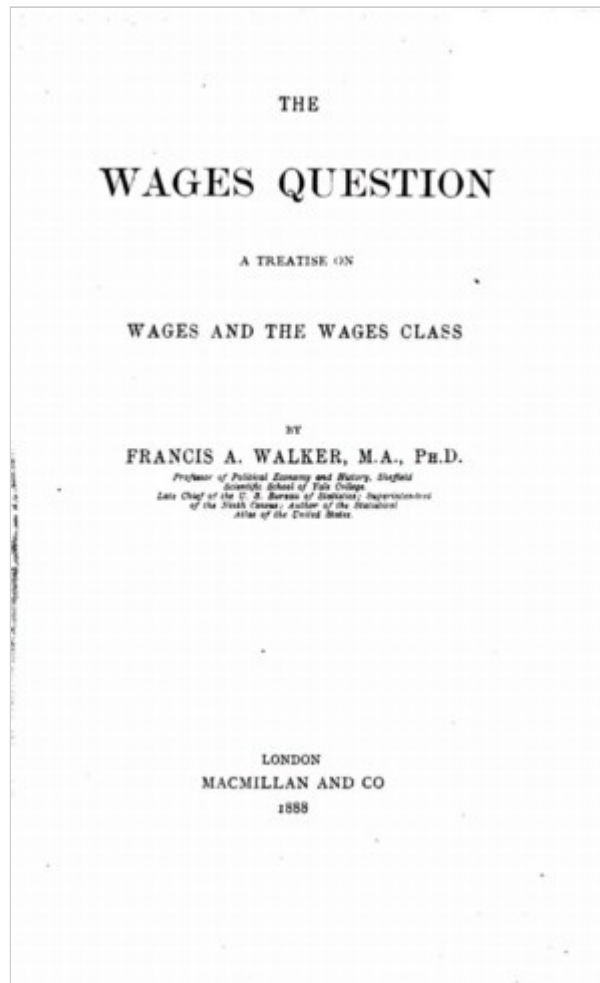 THE
WAGES QUESTION
A TREATISE ON
WAGES AND THE WAGES CLASS
BY
FRANCIS A. WALKER, M.A., PH.D.
Professor of Political Economy and History, Sheffield
Scientific School of Yale College.
Late Chief of the U. S. Bureau of Statistics; Superintendent
of the Ninth Census; Author of the Statistical
Atlas of the United States.
LONDON
MACMILLAN AND CO
1888